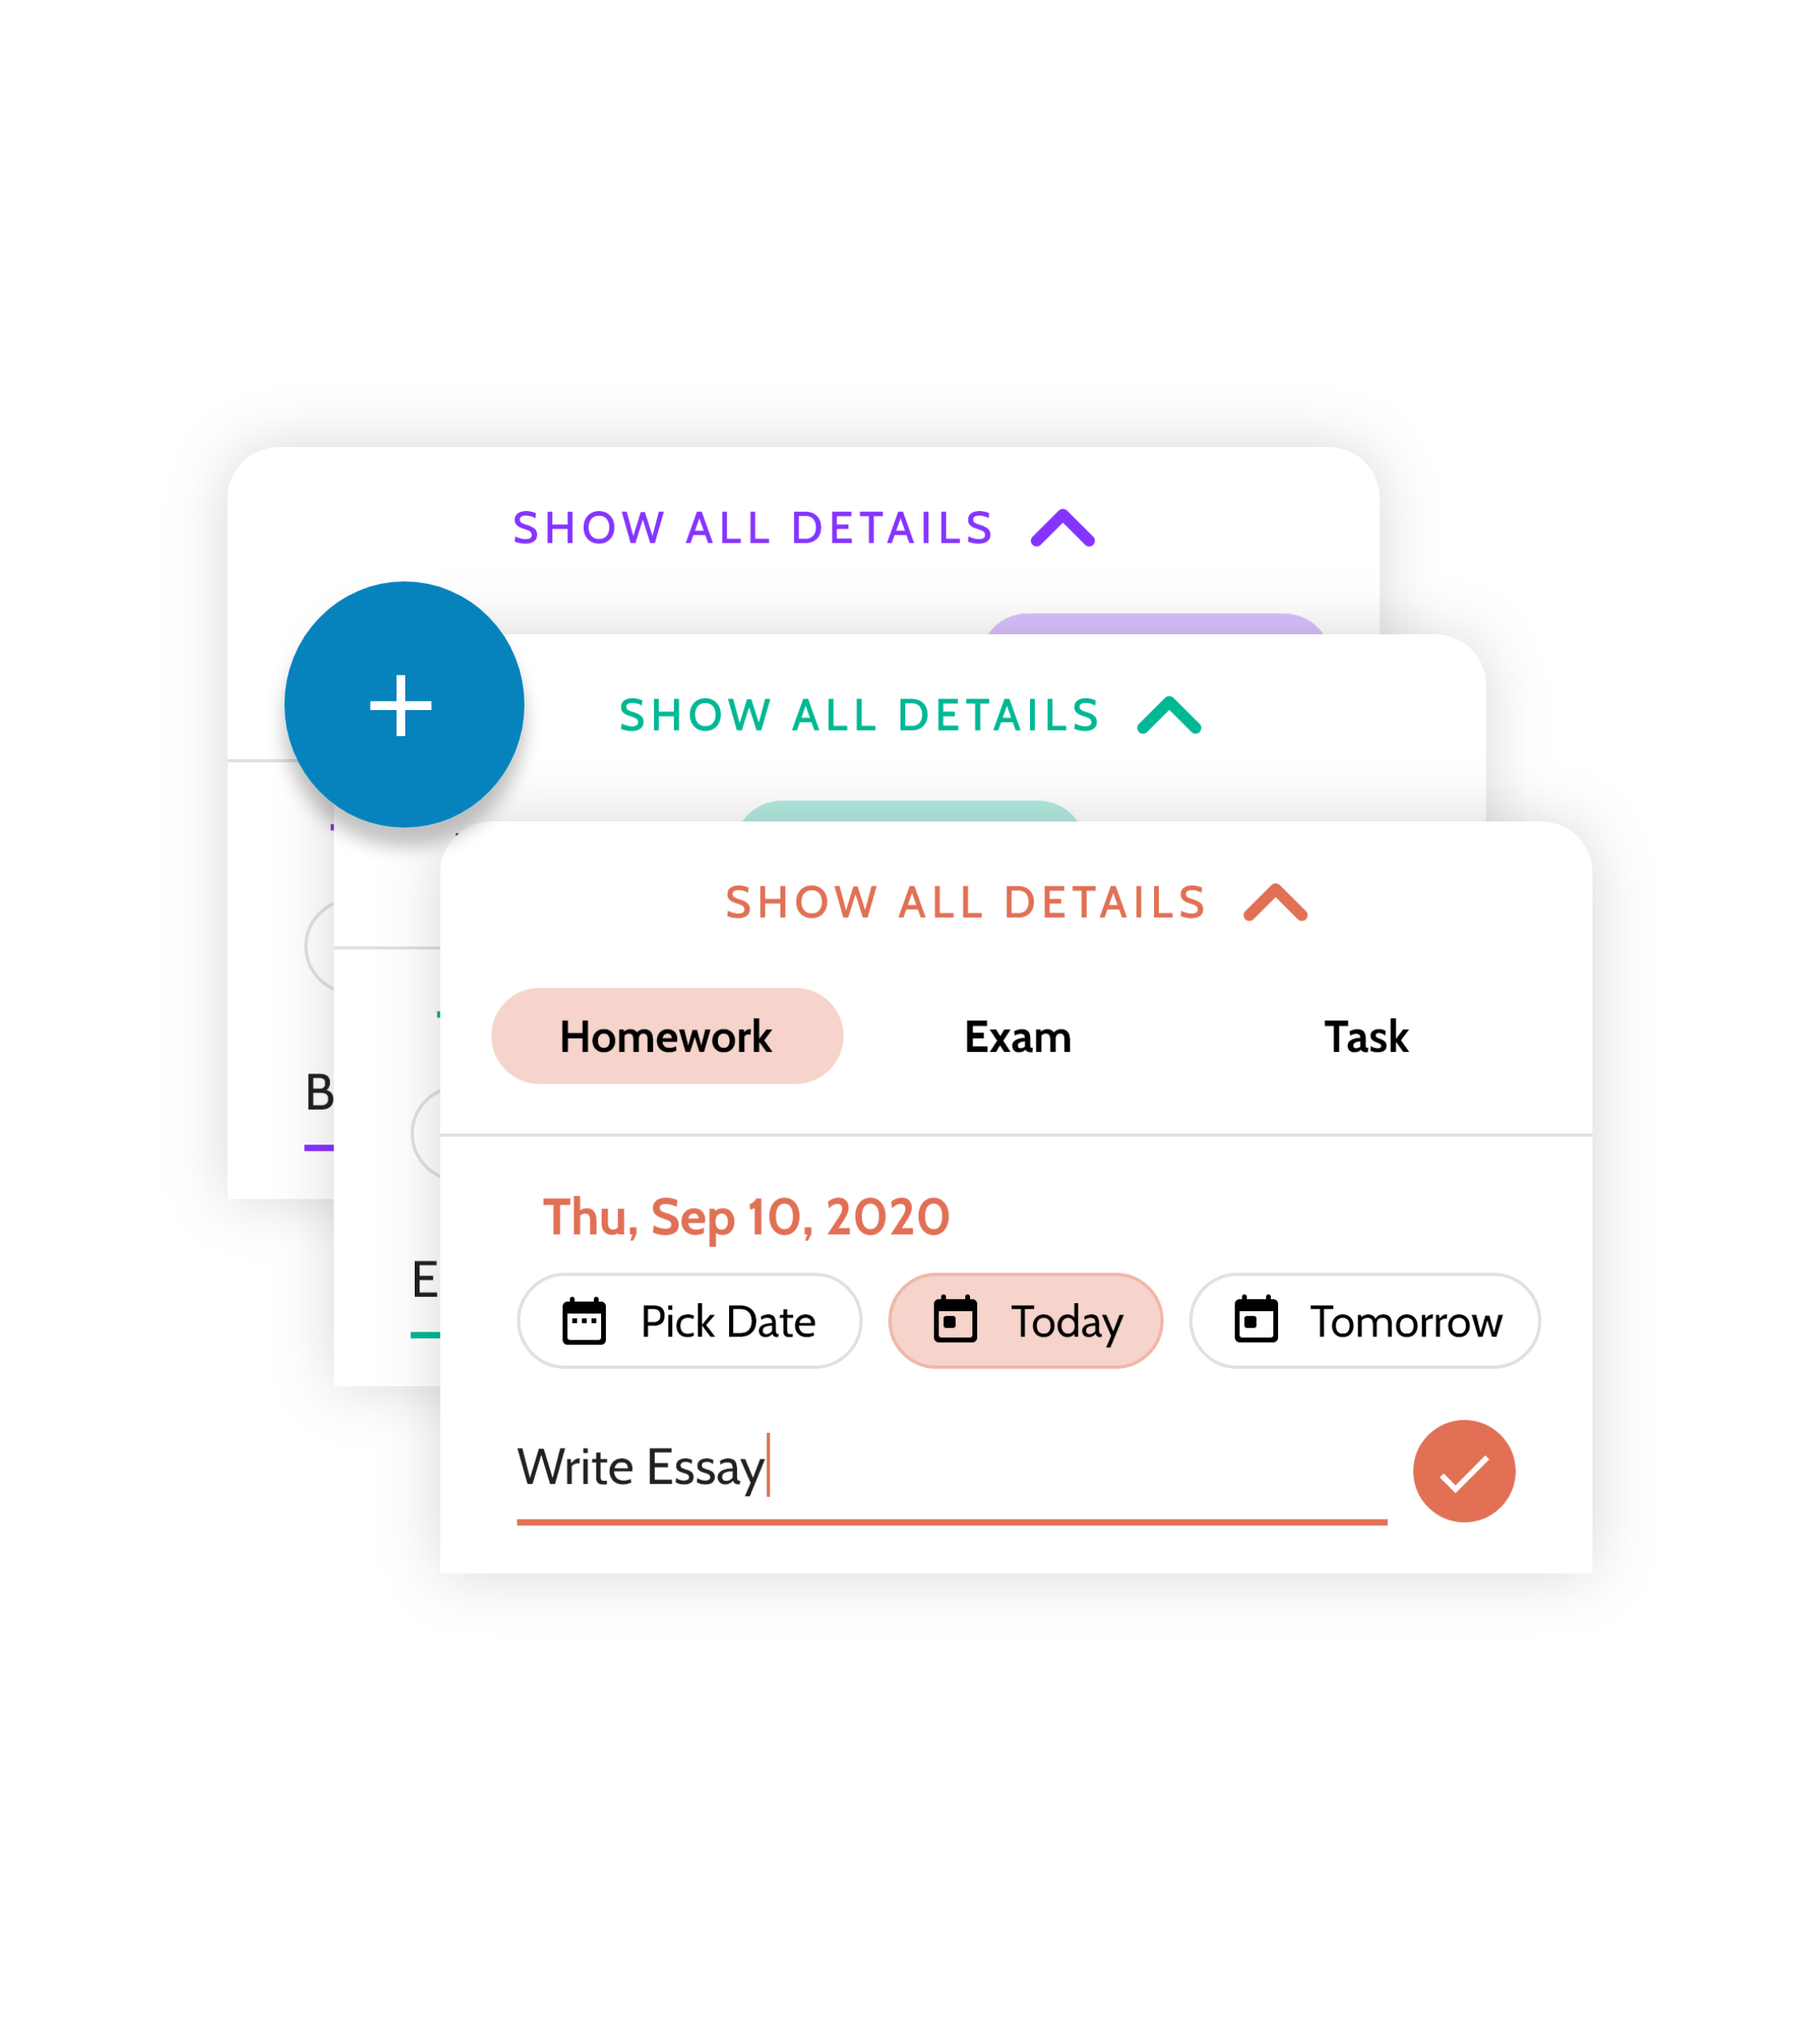 SHOW ALL DETAILS
SHOW ALL DETAILS
SHOW ALL DETAILS
Homework Exam Task
Thu, Sep 10, 2020
Pick Date Today Tomorrow
Write Essay
B
E